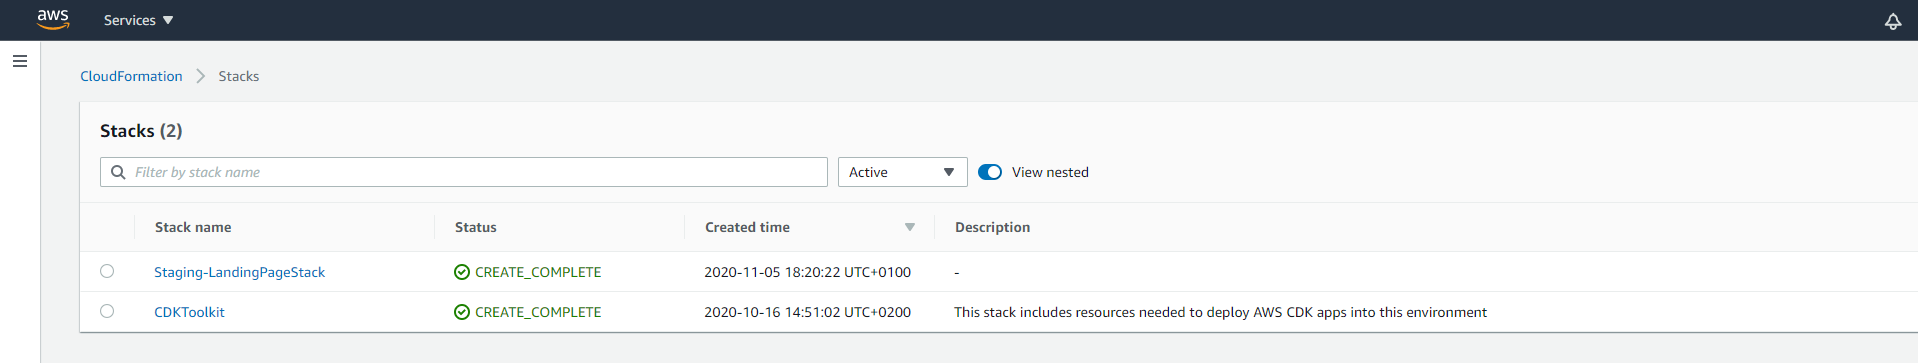 aws Services
CloudFormation Stacks
Stacks (2)
Filter by stack name Active View nested
Stack name Status Created time Description
Staging-LandingPageStack CREATE_COMPLETE 2020-11-05 18:20:22 UTC+0100 -
CDKToolkit CREATE_COMPLETE 2020-10-16 14:51:02 UTC+0200 This stack includes resources needed to deploy AWS CDK apps into this environment